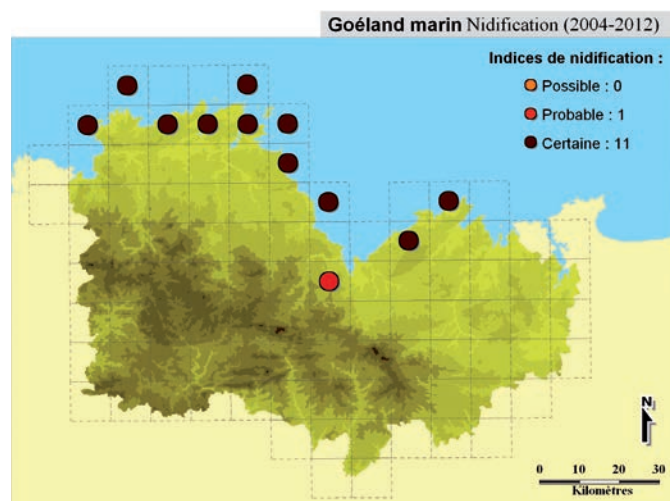 Goéland marin Nidification (2004-2012)
Indices de nidification :
Possible : 0
Probable : 1
Certaine : 11
N
0 10 20 30
Kilomètres